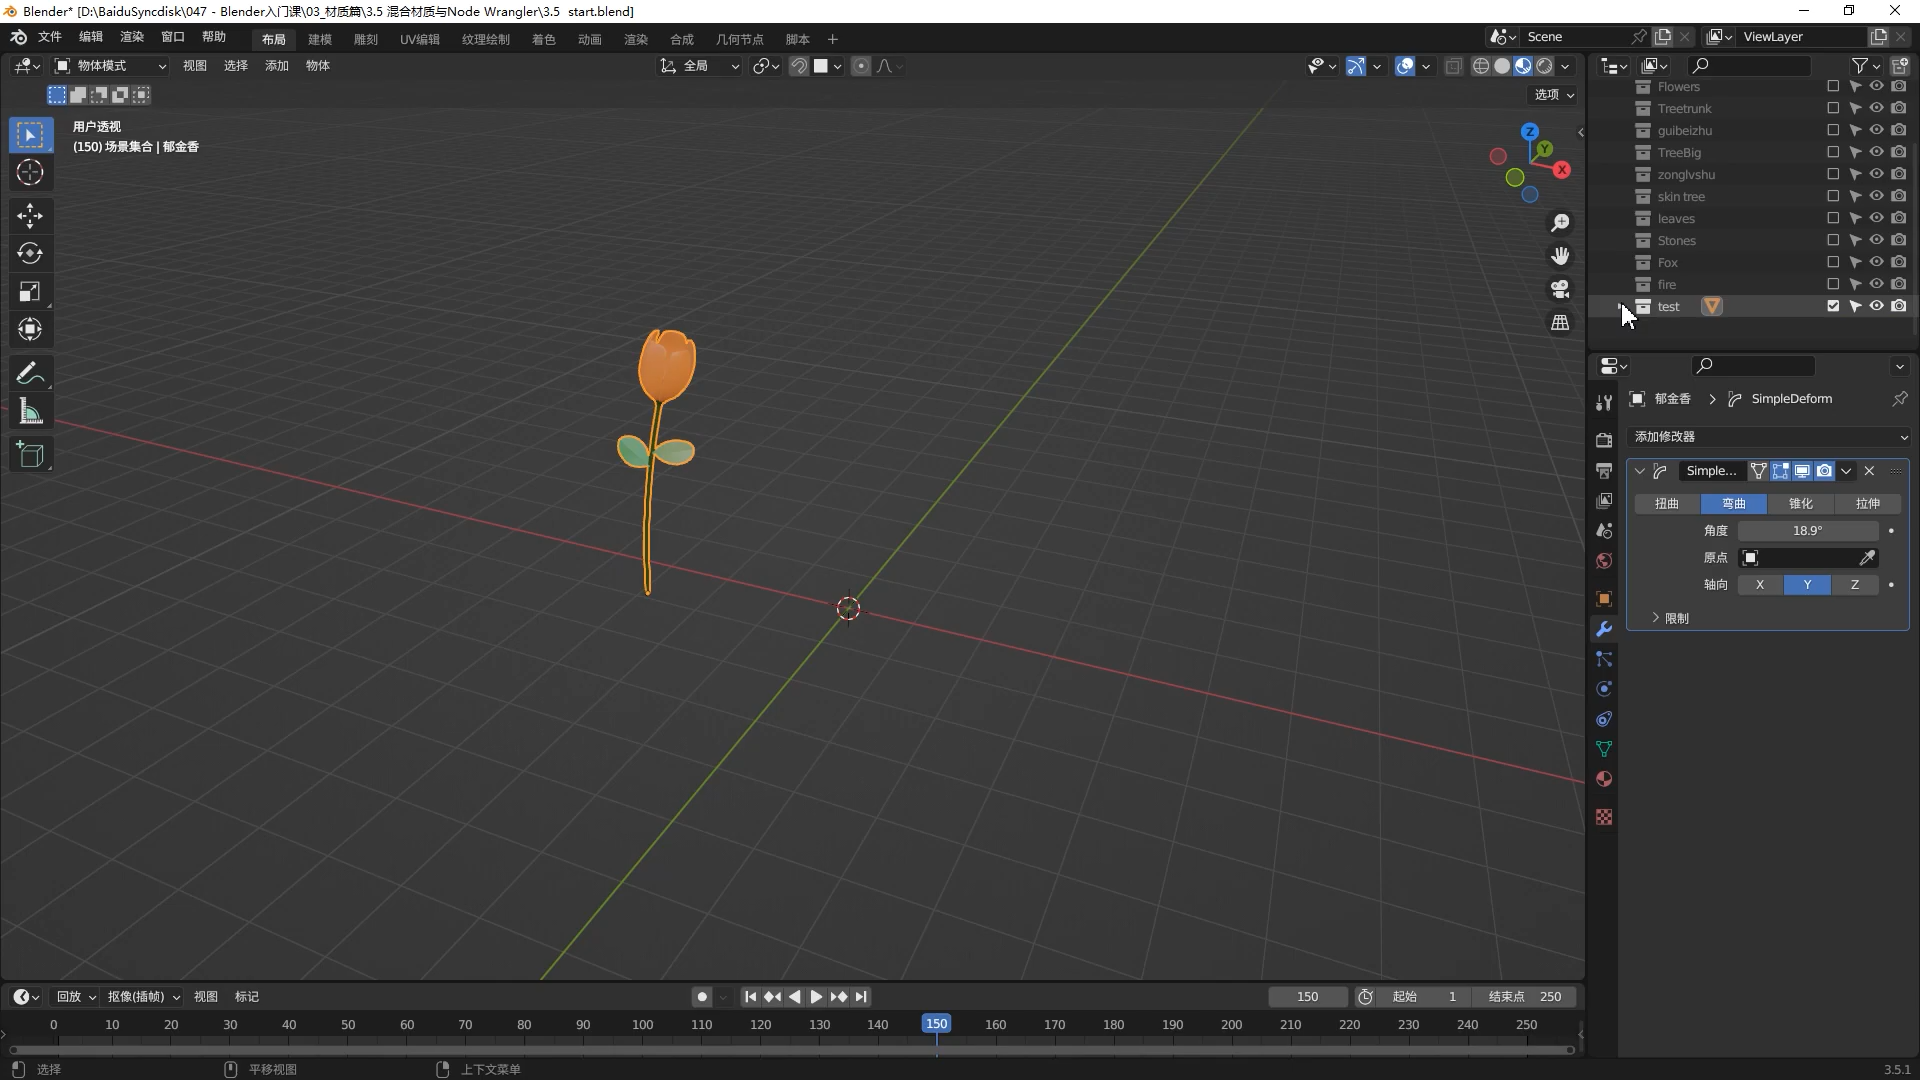 Blender* [D:\BaiduSyncdisk\047 - Blender入门课\03_材质篇\3.5 混合材质与Node Wrangler\3.5  start.blend]
文件 编辑 渲染 窗口 帮助 布局 建模 雕刻 UV编辑 纹理绘制 着色 动画 渲染 合成 几何节点 脚本 + Scene ViewLayer
物体模式 视图 选择 添加 物体 全局
选项
用户透视
(150) 场景集合 | 郁金香
Z
Y
X
Flowers
Treetrunk
guibeizhu
TreeBig
zonglvshu
skin tree
leaves
Stones
Fox
fire
test
郁金香 > SimpleDeform
添加修改器
Simple...
扭曲 弯曲 锥化 拉伸
角度 18.9°
原点
轴向 X Y Z
限制
回放 抠像(插帧) 视图 标记 150 起始 1 结束点 250
0 10 20 30 40 50 60 70 80 90 100 110 120 130 140 150 160 170 180 190 200 210 220 230 240 250
选择 平移视图 上下文菜单 3.5.1